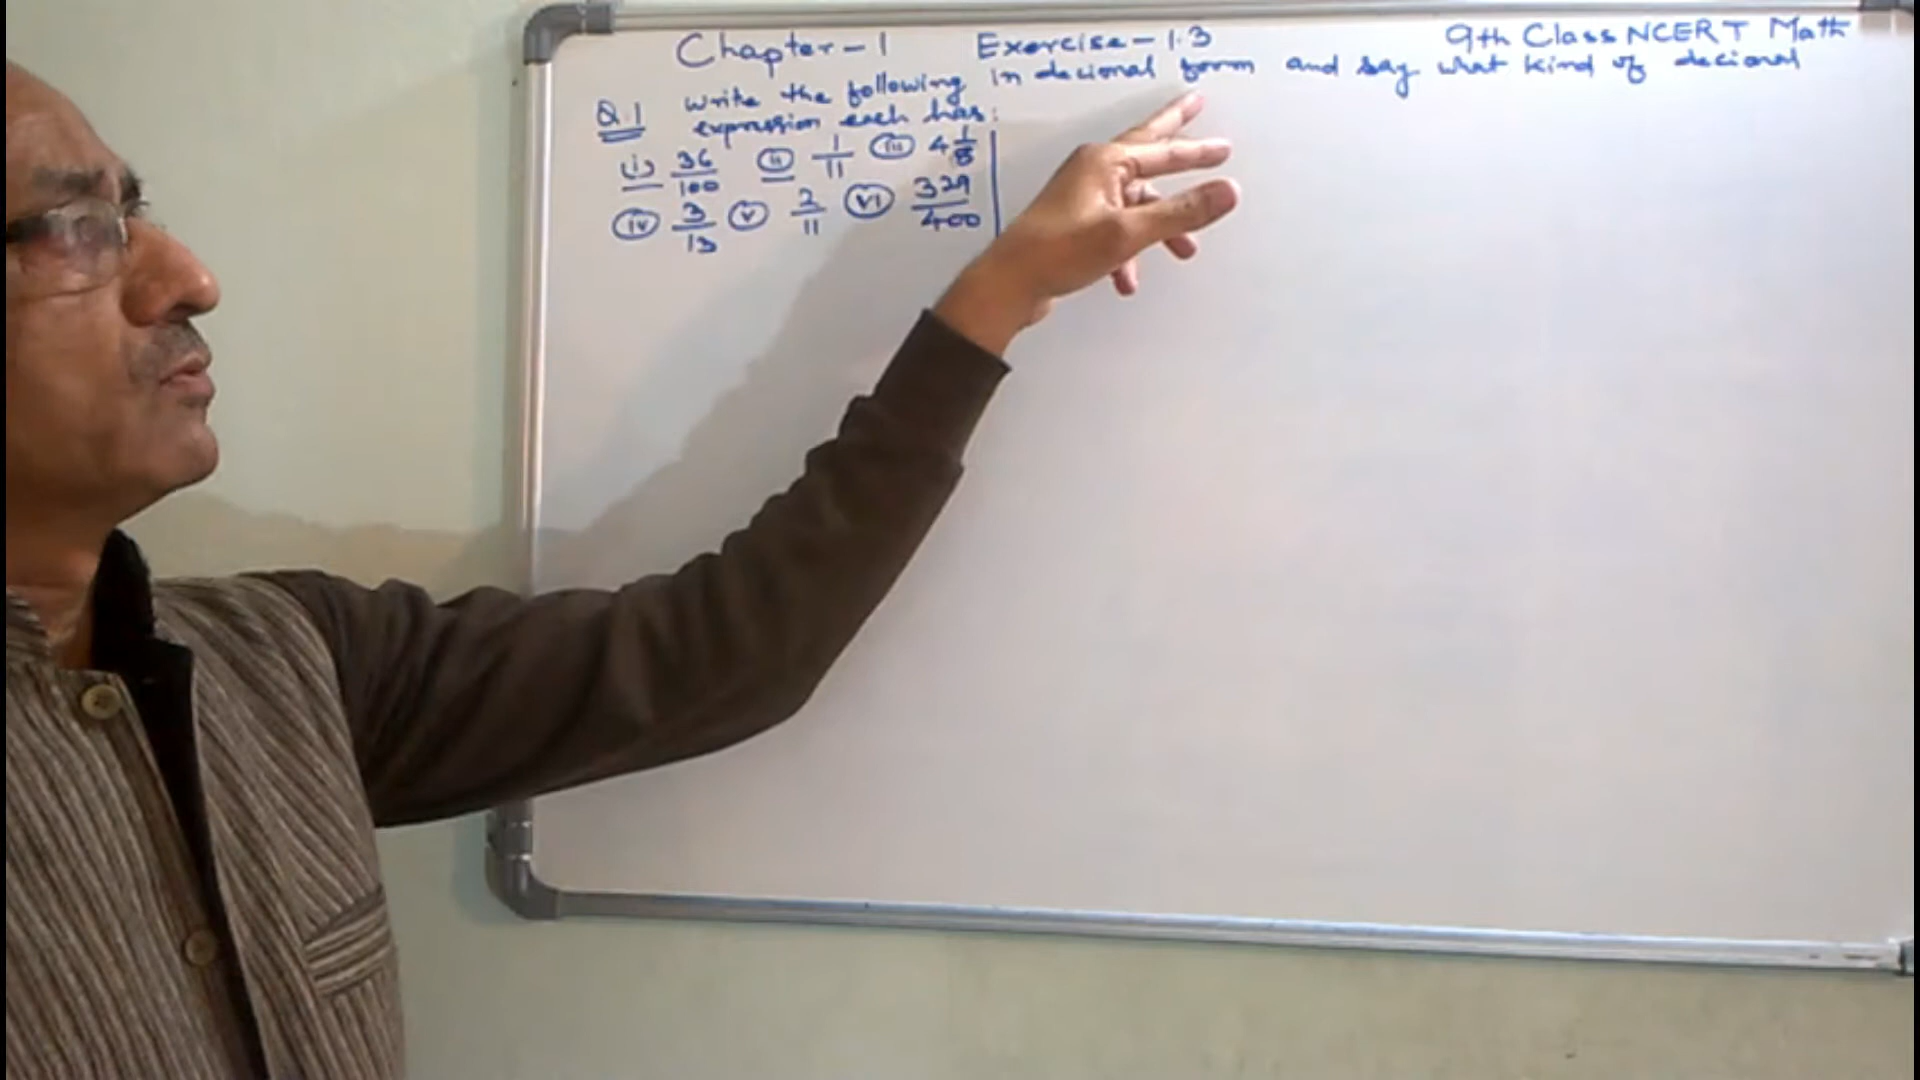 Chapter-1 Exercise-1.3 9th Class NCERT Math
Q.1 Write the following in decimal form and say what kind of decimal
expression each has:
(i) 36/100 (ii) 1/11 (iii) 4 1/8
(iv) 3/13 (v) 2/11 (vi) 329/400